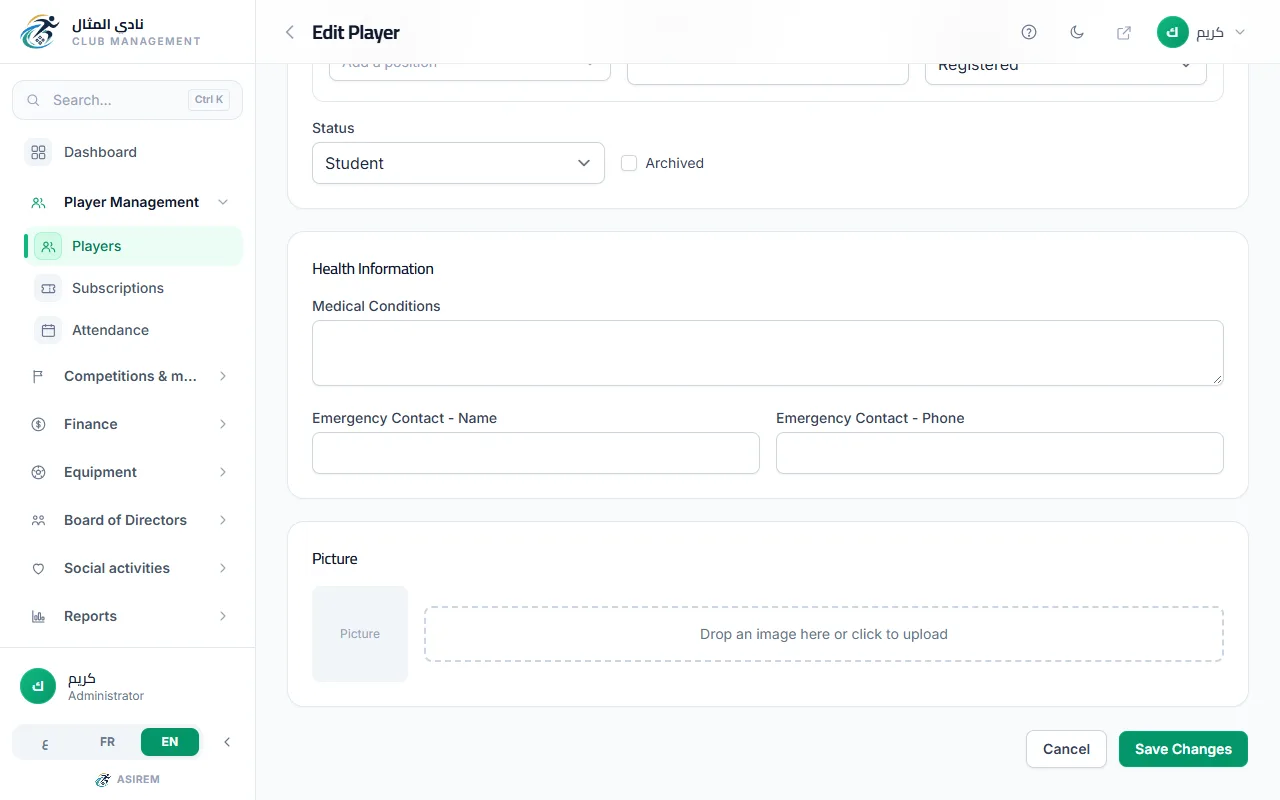 نادي المثال
CLUB MANAGEMENT
Edit Player
ك
كريم
Search...
Ctrl K
Add a position
Registered
Dashboard
Status
Player Management
Student
Archived
Players
Subscriptions
Attendance
Health Information
Medical Conditions
Competitions & m...
Finance
Emergency Contact - Name
Emergency Contact - Phone
Equipment
Board of Directors
Social activities
Reports
Picture
Picture
Drop an image here or click to upload
ك
كريم
Administrator
ع
FR
EN
ASIREM
Cancel
Save Changes